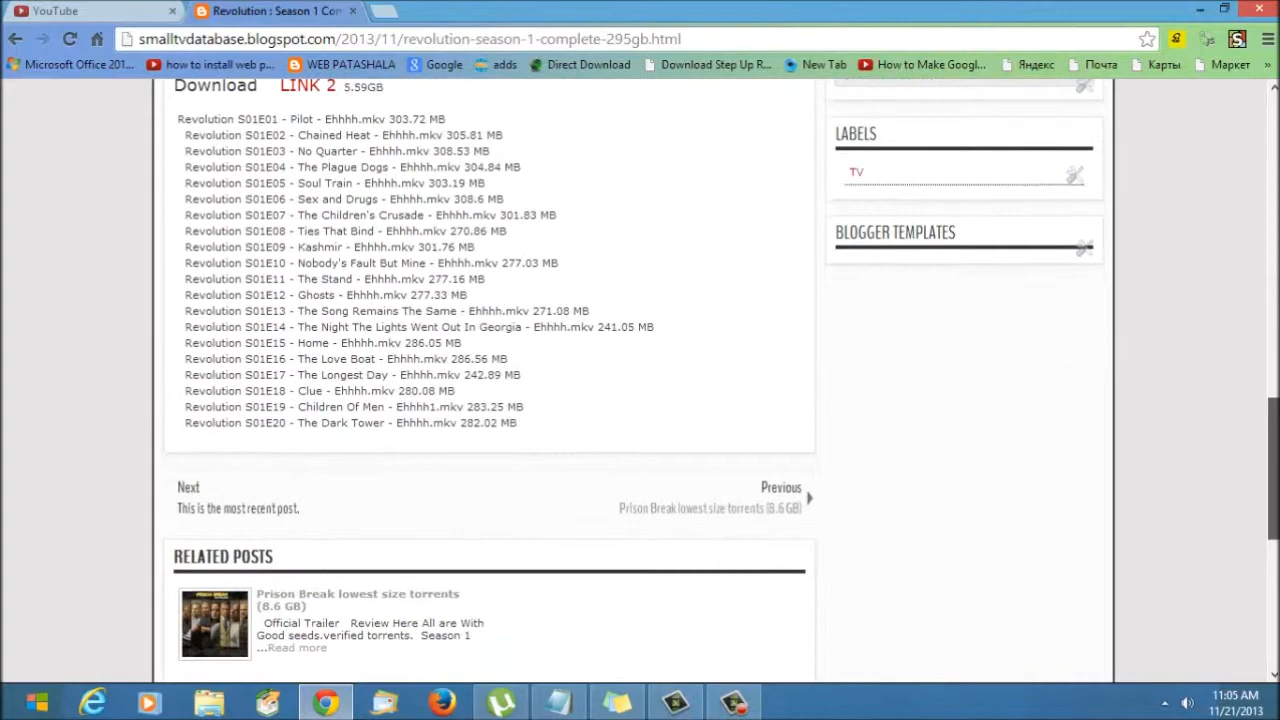 YouTube
Revolution : Season 1 Con
smalltvdatabase.blogspot.com/2013/11/revolution-season-1-complete-295gb.html
Microsoft Office 201... how to install web p... WEB PATASHALA Google adds Direct Download Download Step Up R... New Tab How to Make Googl... Яндекс Почта Карты Маркет »
Download LINK 2 5.59GB
Revolution S01E01 - Pilot - Ehhhh.mkv 303.72 MB
Revolution S01E02 - Chained Heat - Ehhhh.mkv 305.81 MB
Revolution S01E03 - No Quarter - Ehhhh.mkv 308.53 MB
Revolution S01E04 - The Plague Dogs - Ehhhh.mkv 304.84 MB
Revolution S01E05 - Soul Train - Ehhhh.mkv 303.19 MB
Revolution S01E06 - Sex and Drugs - Ehhhh.mkv 308.6 MB
Revolution S01E07 - The Children's Crusade - Ehhhh.mkv 301.83 MB
Revolution S01E08 - Ties That Bind - Ehhhh.mkv 270.86 MB
Revolution S01E09 - Kashmir - Ehhhh.mkv 301.76 MB
Revolution S01E10 - Nobody's Fault But Mine - Ehhhh.mkv 277.03 MB
Revolution S01E11 - The Stand - Ehhhh.mkv 277.16 MB
Revolution S01E12 - Ghosts - Ehhhh.mkv 277.33 MB
Revolution S01E13 - The Song Remains The Same - Ehhhh.mkv 271.08 MB
Revolution S01E14 - The Night The Lights Went Out In Georgia - Ehhhh.mkv 241.05 MB
Revolution S01E15 - Home - Ehhhh.mkv 286.05 MB
Revolution S01E16 - The Love Boat - Ehhhh.mkv 286.56 MB
Revolution S01E17 - The Longest Day - Ehhhh.mkv 242.89 MB
Revolution S01E18 - Clue - Ehhhh.mkv 280.08 MB
Revolution S01E19 - Children Of Men - Ehhhh1.mkv 283.25 MB
Revolution S01E20 - The Dark Tower - Ehhhh.mkv 282.02 MB
LABELS
TV
BLOGGER TEMPLATES
Next
This is the most recent post.
Previous
Prison Break lowest size torrents (8.6 GB)
RELATED POSTS
Prison Break lowest size torrents
(8.6 GB)
Official Trailer Review Here All are With
Good seeds.verified torrents. Season 1
...Read more
11:05 AM
11/21/2013